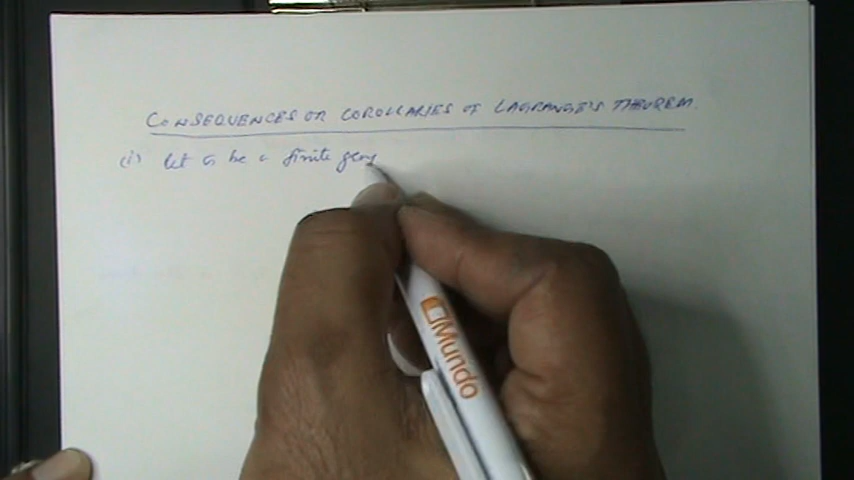 CONSEQUENCES OR COROLLARIES OF LAGRANGE'S THEOREM.
(i) let G be a finite grou
Mundo